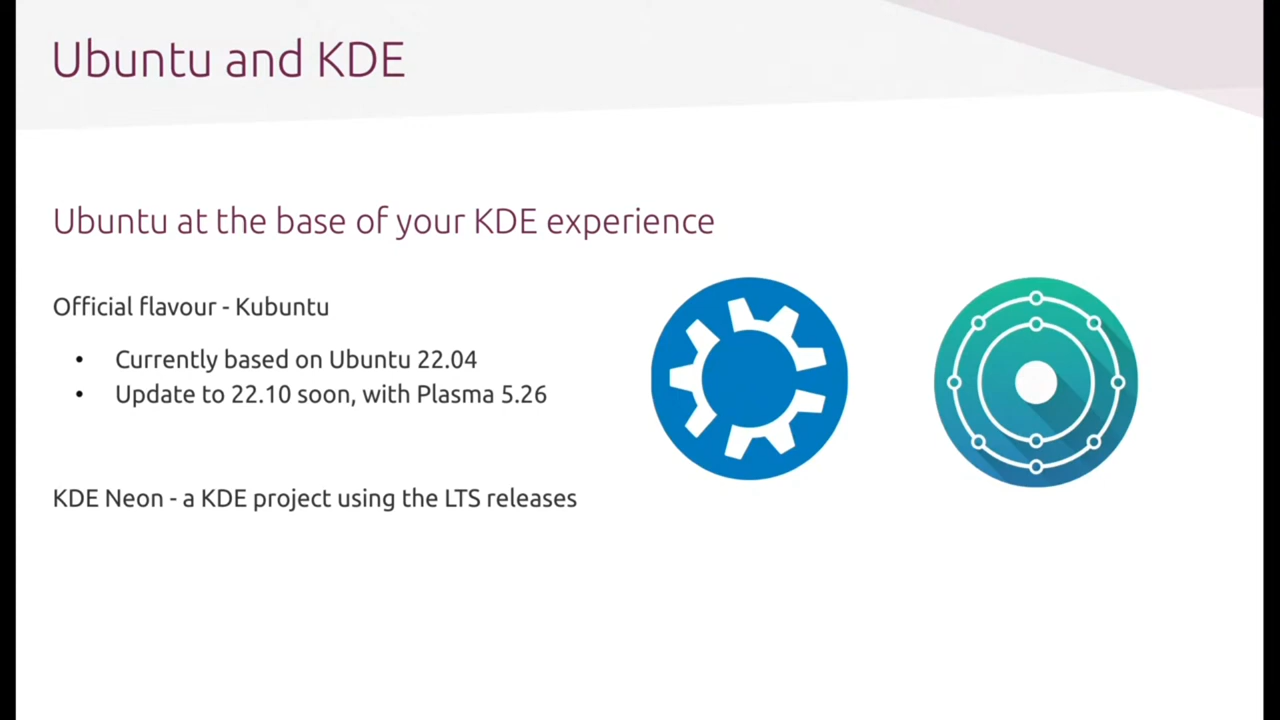 Ubuntu and KDE
Ubuntu at the base of your KDE experience
Official flavour - Kubuntu
• Currently based on Ubuntu 22.04
• Update to 22.10 soon, with Plasma 5.26
KDE Neon - a KDE project using the LTS releases